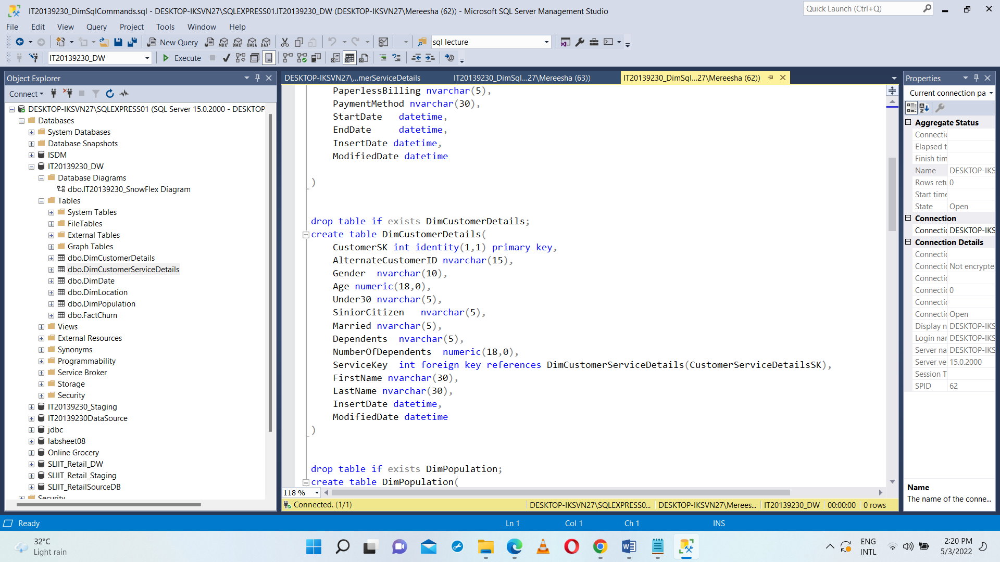 IT20139230_DimSqlCommands.sql - DESKTOP-IKSVN27\SQLEXPRESS01.IT20139230_DW (DESKTOP-IKSVN27\Mereesha (62)) - Microsoft SQL Server Management Studio
Quick Launch (Ctrl+Q)
File Edit View Query Project Tools Window Help
New Query MDX DMX XMLA DAX sql lecture
IT20139230_DW Execute
Object Explorer
Connect
DESKTOP-IKSVN27\SQLEXPRESS01 (SQL Server 15.0.2000 - DESKTOP
Databases
System Databases
Database Snapshots
ISDM
IT20139230_DW
Database Diagrams
dbo.IT20139230_SnowFlex Diagram
Tables
System Tables
FileTables
External Tables
Graph Tables
dbo.DimCustomerDetails
dbo.DimCustomerServiceDetails
dbo.DimDate
dbo.DimLocation
dbo.DimPopulation
dbo.FactChurn
Views
External Resources
Synonyms
Programmability
Service Broker
Storage
Security
IT20139230_Staging
IT20139230DataSource
jdbc
labsheet08
Online Grocery
SLIIT_Retail_DW
SLIIT_Retail_Staging
SLIIT_RetailSourceDB
Security
DESKTOP-IKSVN27\...merServiceDetails IT20139230_DimSql...27\Mereesha (63)) IT20139230_DimSql...27\Mereesha (62))
PaperlessBilling nvarchar(5),
PaymentMethod nvarchar(30),
StartDate datetime,
EndDate datetime,
InsertDate datetime,
ModifiedDate datetime
)
drop table if exists DimCustomerDetails;
create table DimCustomerDetails(
CustomerSK int identity(1,1) primary key,
AlternateCustomerID nvarchar(15),
Gender nvarchar(10),
Age numeric(18,0),
Under30 nvarchar(5),
SiniorCitizen nvarchar(5),
Married nvarchar(5),
Dependents nvarchar(5),
NumberOfDependents numeric(18,0),
ServiceKey int foreign key references DimCustomerServiceDetails(CustomerServiceDetailsSK),
FirstName nvarchar(30),
LastName nvarchar(30),
InsertDate datetime,
ModifiedDate datetime
)
drop table if exists DimPopulation;
create table DimPopulation(
118 %
Connected. (1/1) DESKTOP-IKSVN27\SQLEXPRESS0... DESKTOP-IKSVN27\Merees... IT20139230_DW 00:00:00 0 rows
Properties
Current connection pa
Aggregate Status
Connectic
Elapsed t
Finish tim
Name DESKTOP-IKS
Rows retu 0
Start time
State Open
Connection
Connectic DESKTOP-IKS
Connection Details
Connectic
Connectic Not encrypte
Connectic
Connectic 0
Connectic
Connectic Open
Display n DESKTOP-IKS
Login nar DESKTOP-IKS
Server na DESKTOP-IKS
Server ve 15.0.2000
Session T
SPID 62
Name
The name of the conne...
Ready Ln 1 Col 1 Ch 1 INS
32°C
Light rain
ENG
INTL
2:20 PM
5/3/2022